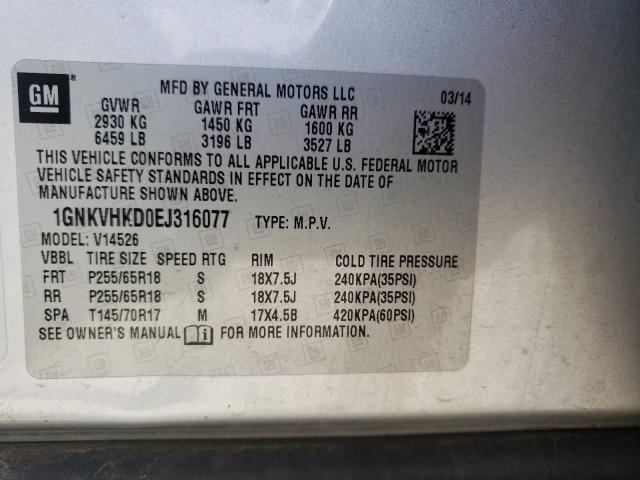 GM
MFD BY GENERAL MOTORS LLC
03/14
GVWR GAWR FRT GAWR RR
2930 KG 1450 KG 1600 KG
6459 LB 3196 LB 3527 LB
THIS VEHICLE CONFORMS TO ALL APPLICABLE U.S. FEDERAL MOTOR
VEHICLE SAFETY STANDARDS IN EFFECT ON THE DATE OF
MANUFACTURE SHOWN ABOVE.
1GNKVHKD0EJ316077 TYPE: M.P.V.
MODEL: V14526
VBBL TIRE SIZE SPEED RTG RIM COLD TIRE PRESSURE
FRT P255/65R18 S 18X7.5J 240KPA(35PSI)
RR P255/65R18 S 18X7.5J 240KPA(35PSI)
SPA T145/70R17 M 17X4.5B 420KPA(60PSI)
SEE OWNER'S MANUAL FOR MORE INFORMATION.